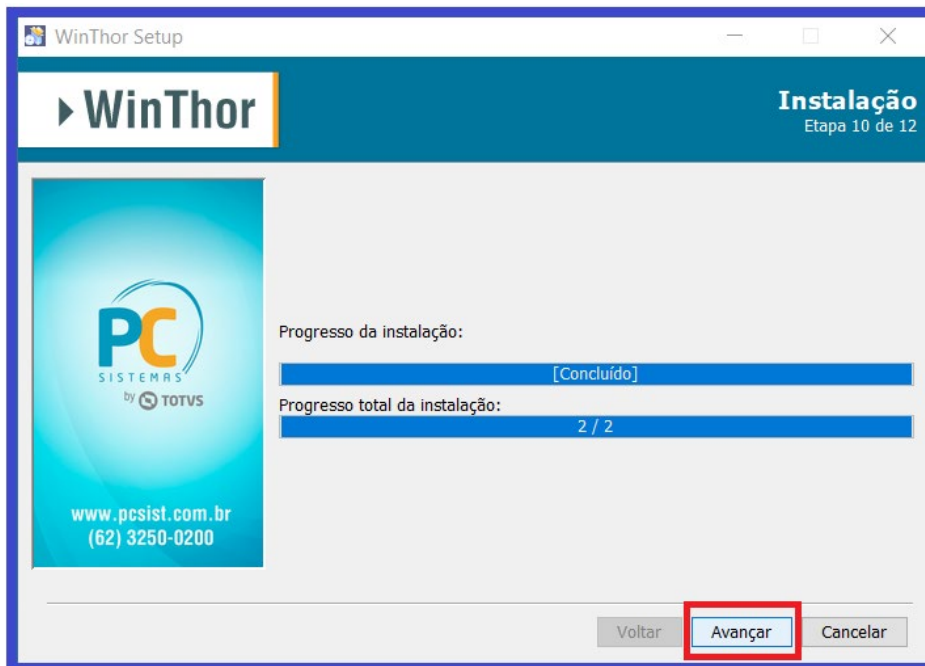 WinThor Setup
WinThor
Instalação
Etapa 10 de 12
PC
SISTEMAS
by TOTVS
www.pcsist.com.br
(62) 3250-0200
Progresso da instalação:
[Concluído]
Progresso total da instalação:
2 / 2
Voltar
Avançar
Cancelar